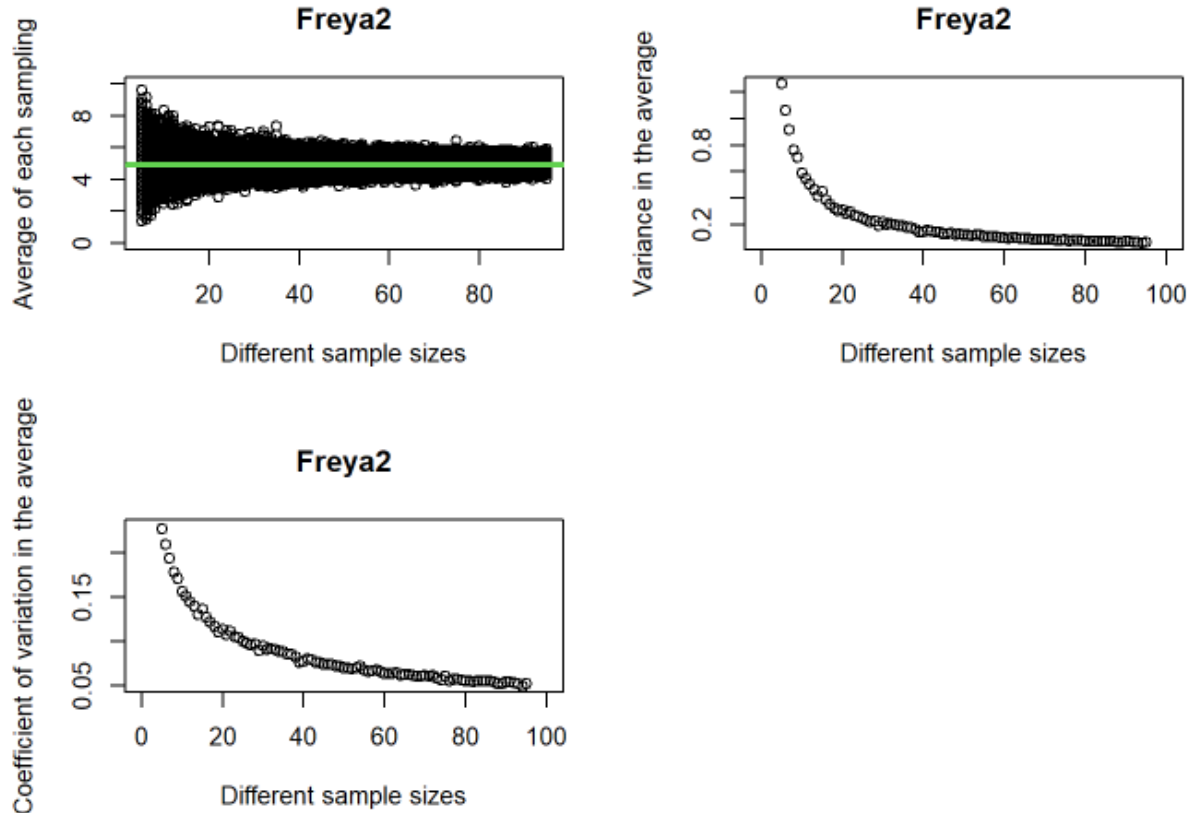 Freya2
Average of each sampling
8
4
0
20 40 60 80
Different sample sizes
Freya2
Variance in the average
0.8
0.2
0 20 40 60 80 100
Different sample sizes
Freya2
Coefficient of variation in the average
0.15
0.05
0 20 40 60 80 100
Different sample sizes